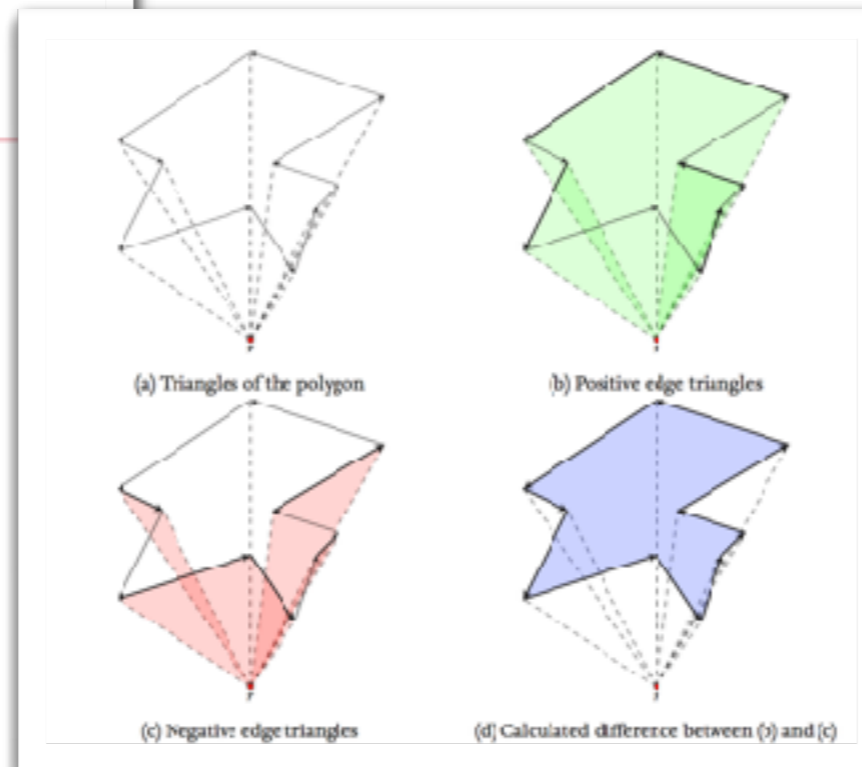 (a) Triangles of the polygon
(b) Positive edge triangles
(c) Negative edge triangles
(d) Calculated difference between (b) and (c)